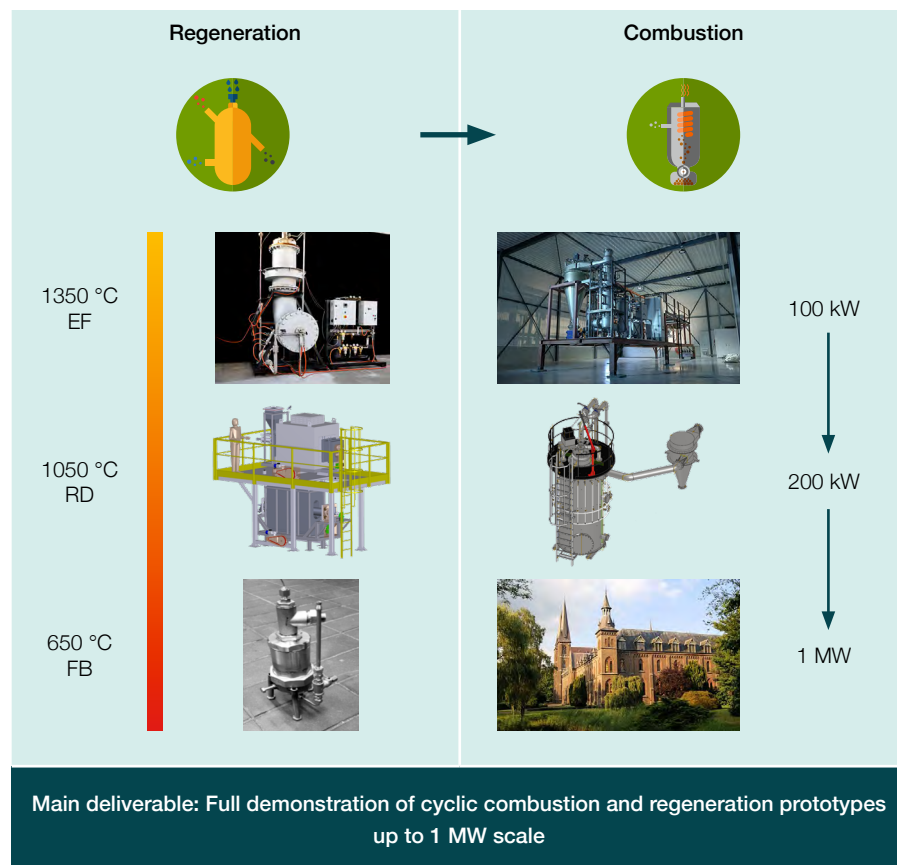 Regeneration
Combustion
1350 °C
EF
100 kW
1050 °C
RD
200 kW
650 °C
FB
1 MW
Main deliverable: Full demonstration of cyclic combustion and regeneration prototypes
up to 1 MW scale